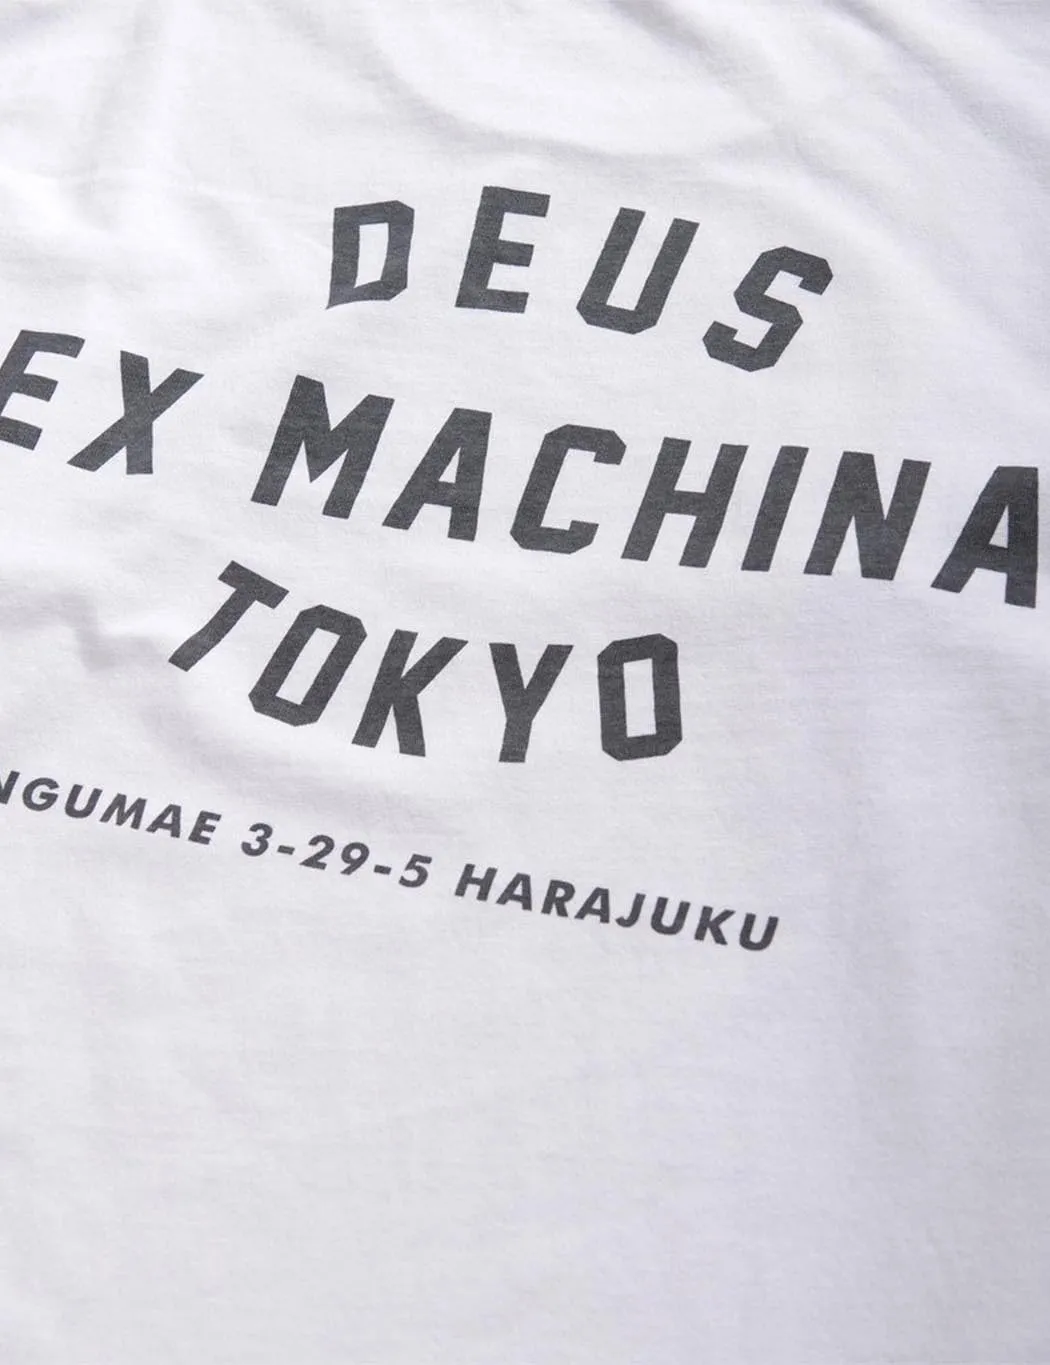 DEUS
EX MACHINA
TOKYO
NGUMAE 3-29-5 HARAJUKU